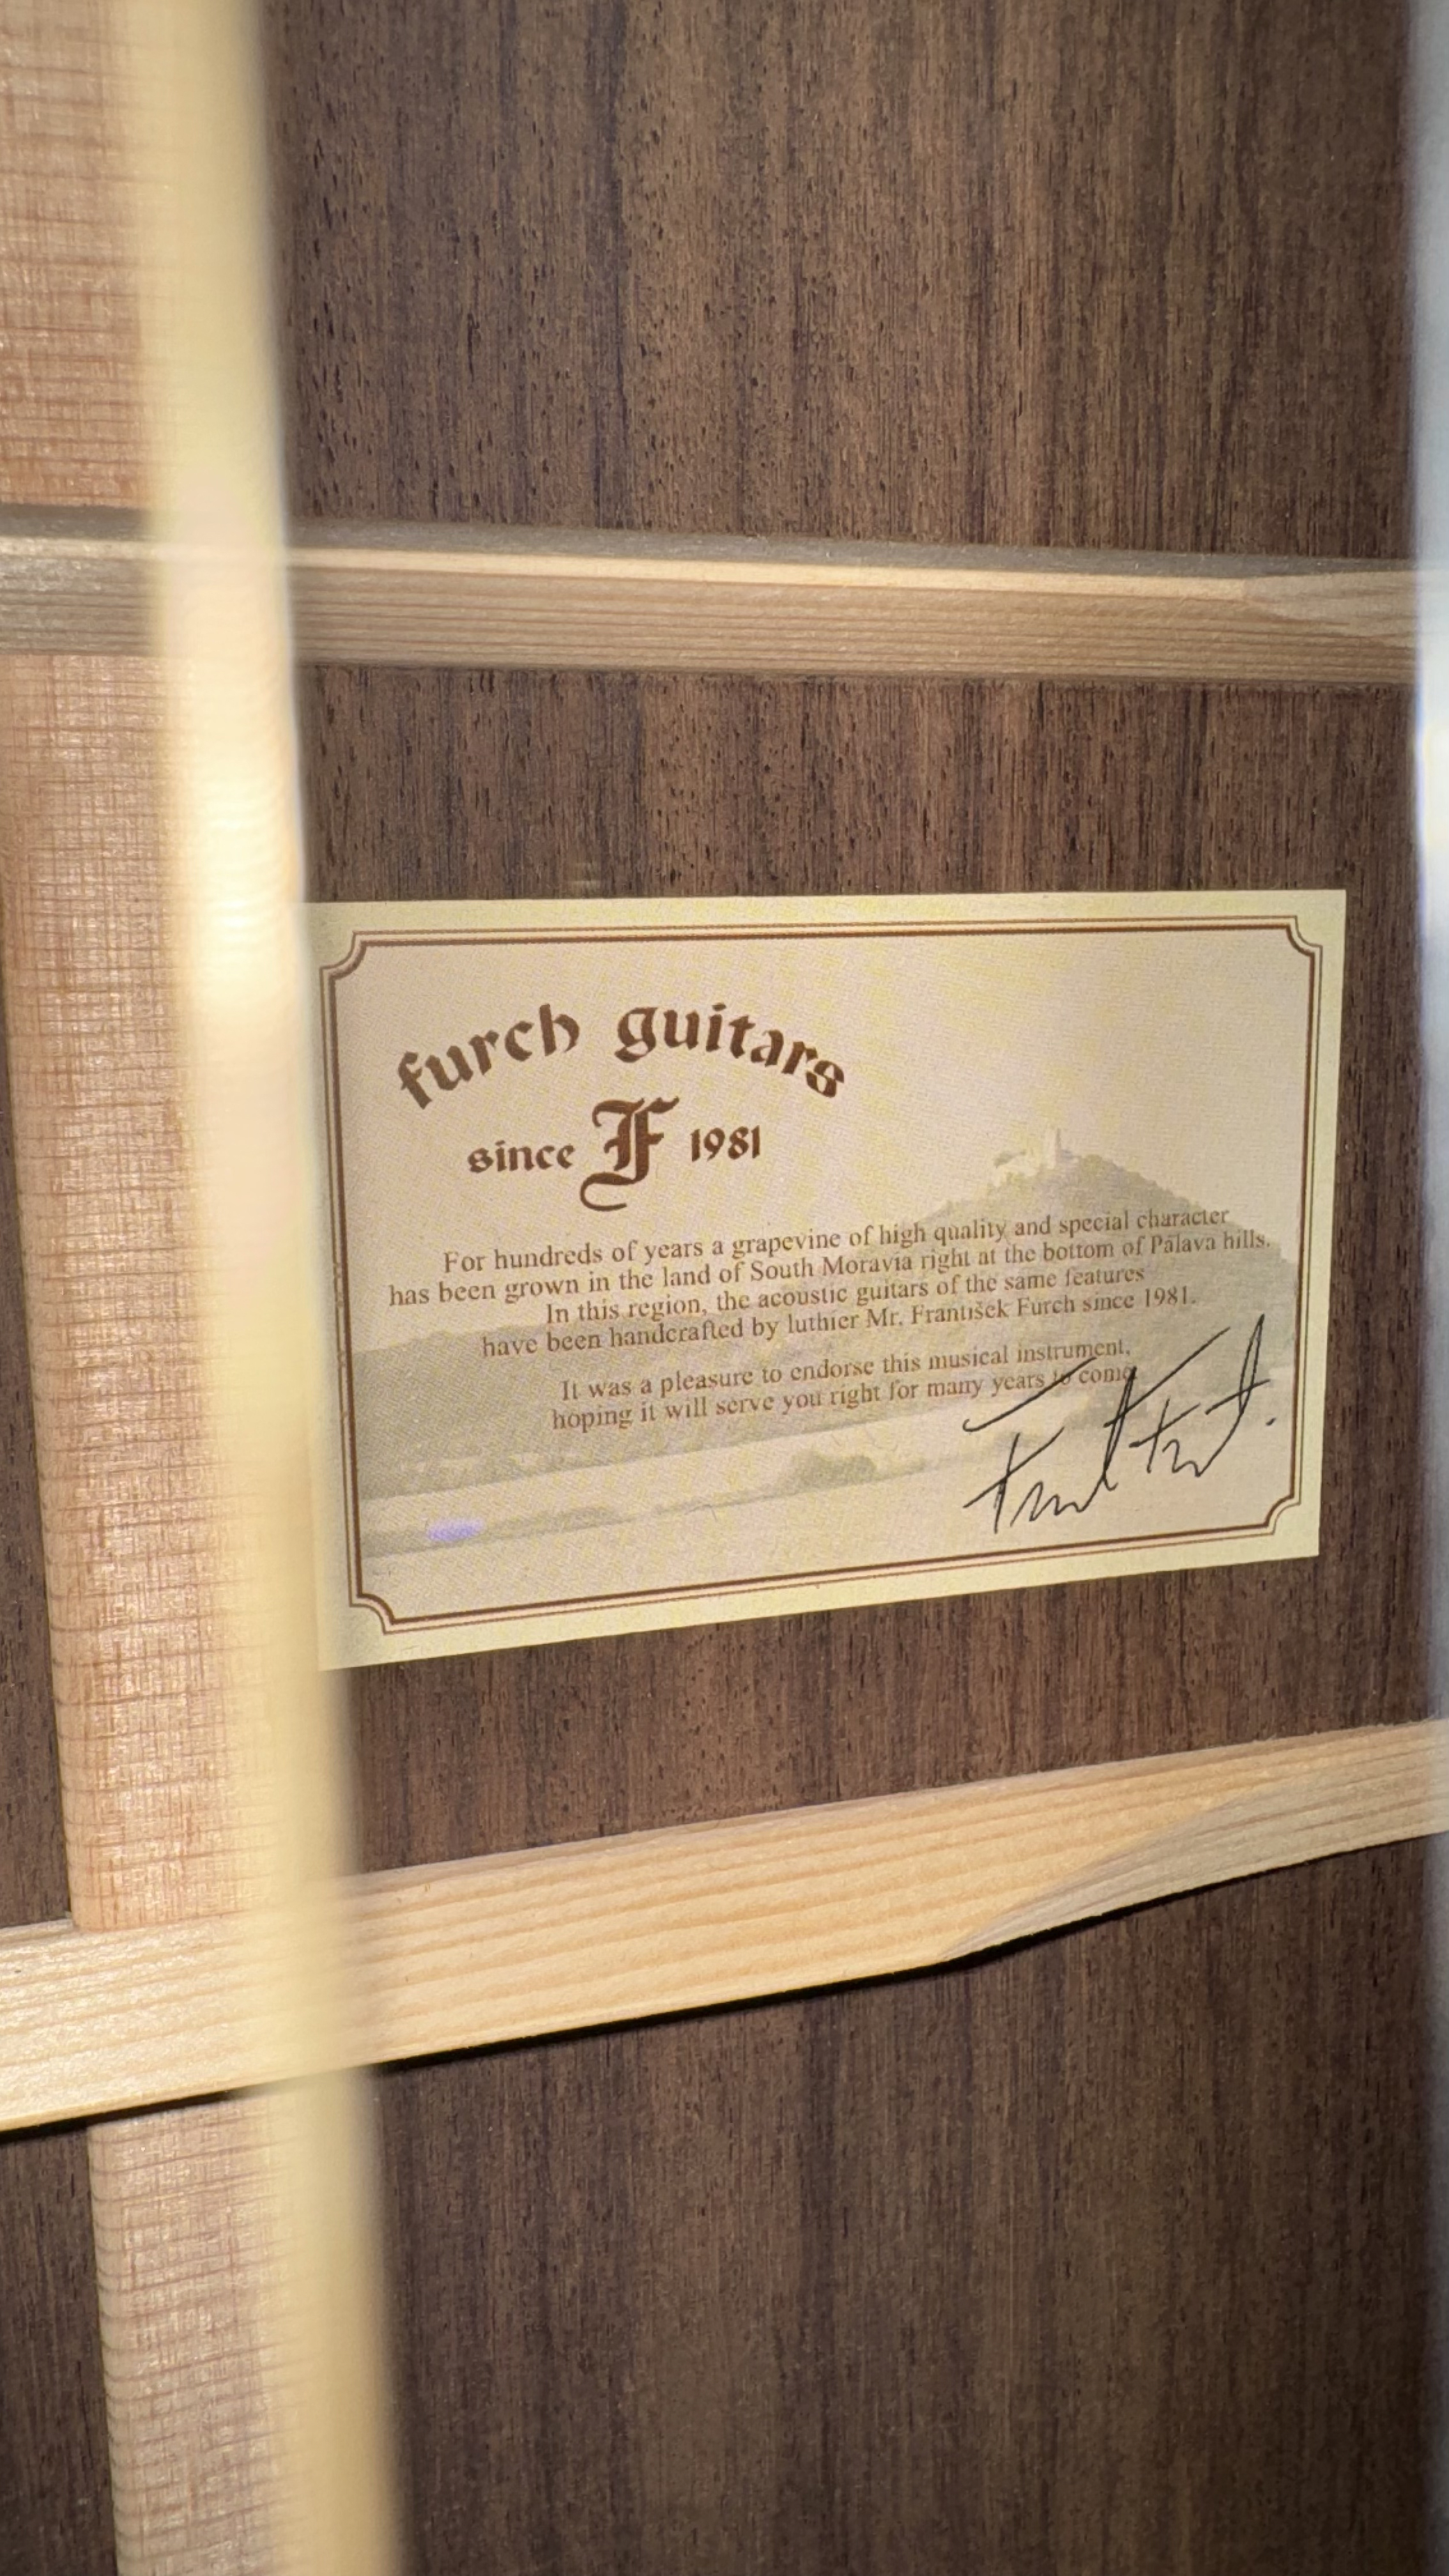 furch guitars
since F 1981
For hundreds of years a grapevine of high quality and special character
has been grown in the land of South Moravia right at the bottom of Pálava hills.
In this region, the acoustic guitars of the same features
have been handcrafted by luthier Mr. František Furch since 1981.
It was a pleasure to endorse this musical instrument,
hoping it will serve you right for many years to come